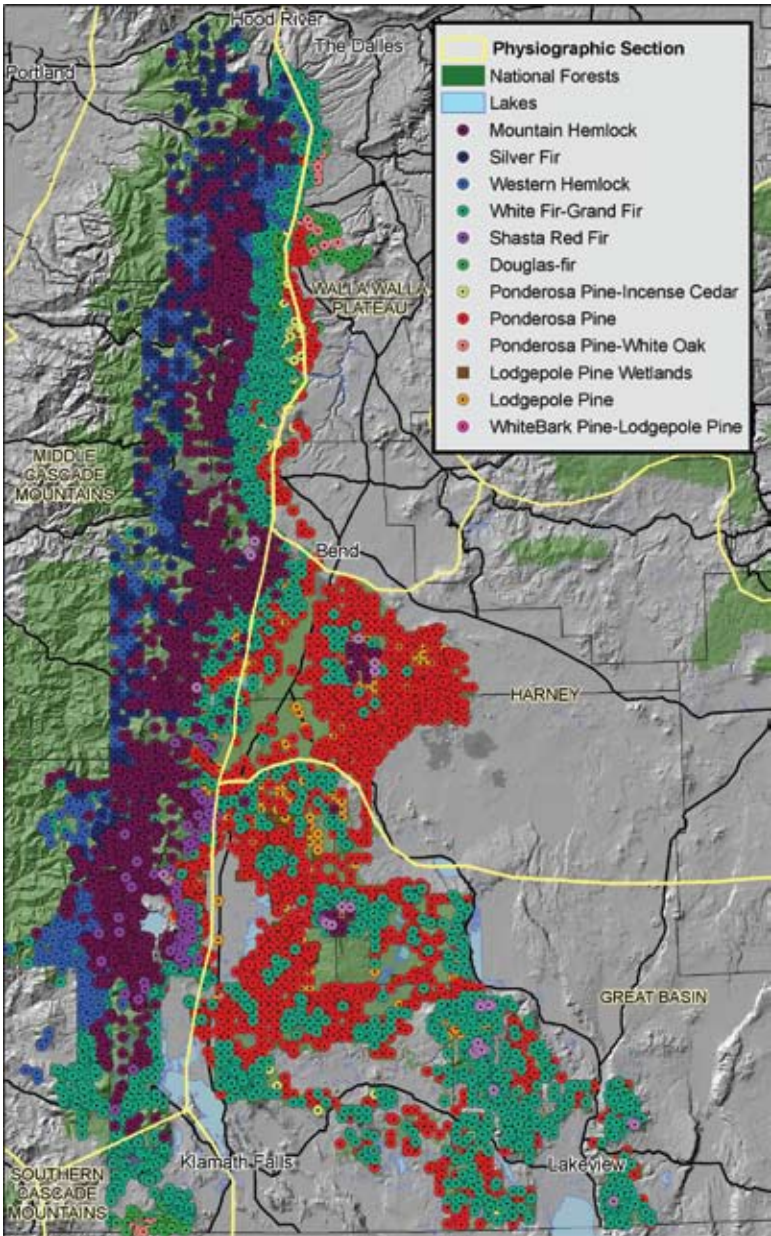 Hood River
The Dalles
Portland
Physiographic Section
National Forests
Lakes
Mountain Hemlock
Silver Fir
Western Hemlock
White Fir-Grand Fir
Shasta Red Fir
Douglas-fir
Ponderosa Pine-Incense Cedar
Ponderosa Pine
Ponderosa Pine-White Oak
Lodgepole Pine Wetlands
Lodgepole Pine
WhiteBark Pine-Lodgepole Pine
WALLA WALLA
PLATEAU
MIDDLE
CASCADE
MOUNTAINS
Bend
HARNEY
GREAT BASIN
Klamath Falls
Lakeview
SOUTHERN
CASCADE
MOUNTAINS